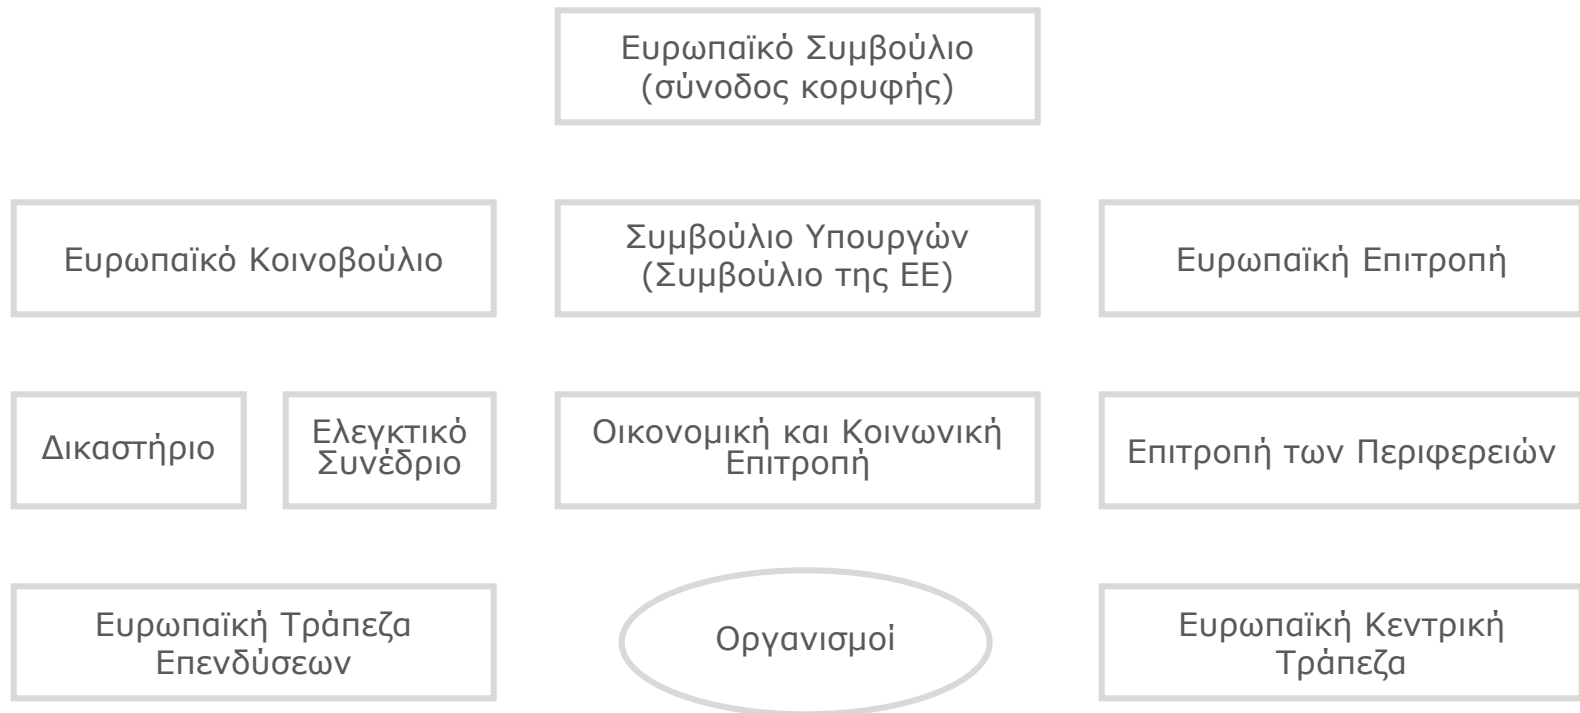 Ευρωπαϊκό Συμβούλιο
(σύνοδος κορυφής)
Ευρωπαϊκό Κοινοβούλιο
Συμβούλιο Υπουργών
(Συμβούλιο της ΕΕ)
Ευρωπαϊκή Επιτροπή
Δικαστήριο
Ελεγκτικό
Συνέδριο
Οικονομική και Κοινωνική
Επιτροπή
Επιτροπή των Περιφερειών
Ευρωπαϊκή Τράπεζα
Επενδύσεων
Οργανισμοί
Ευρωπαϊκή Κεντρική
Τράπεζα